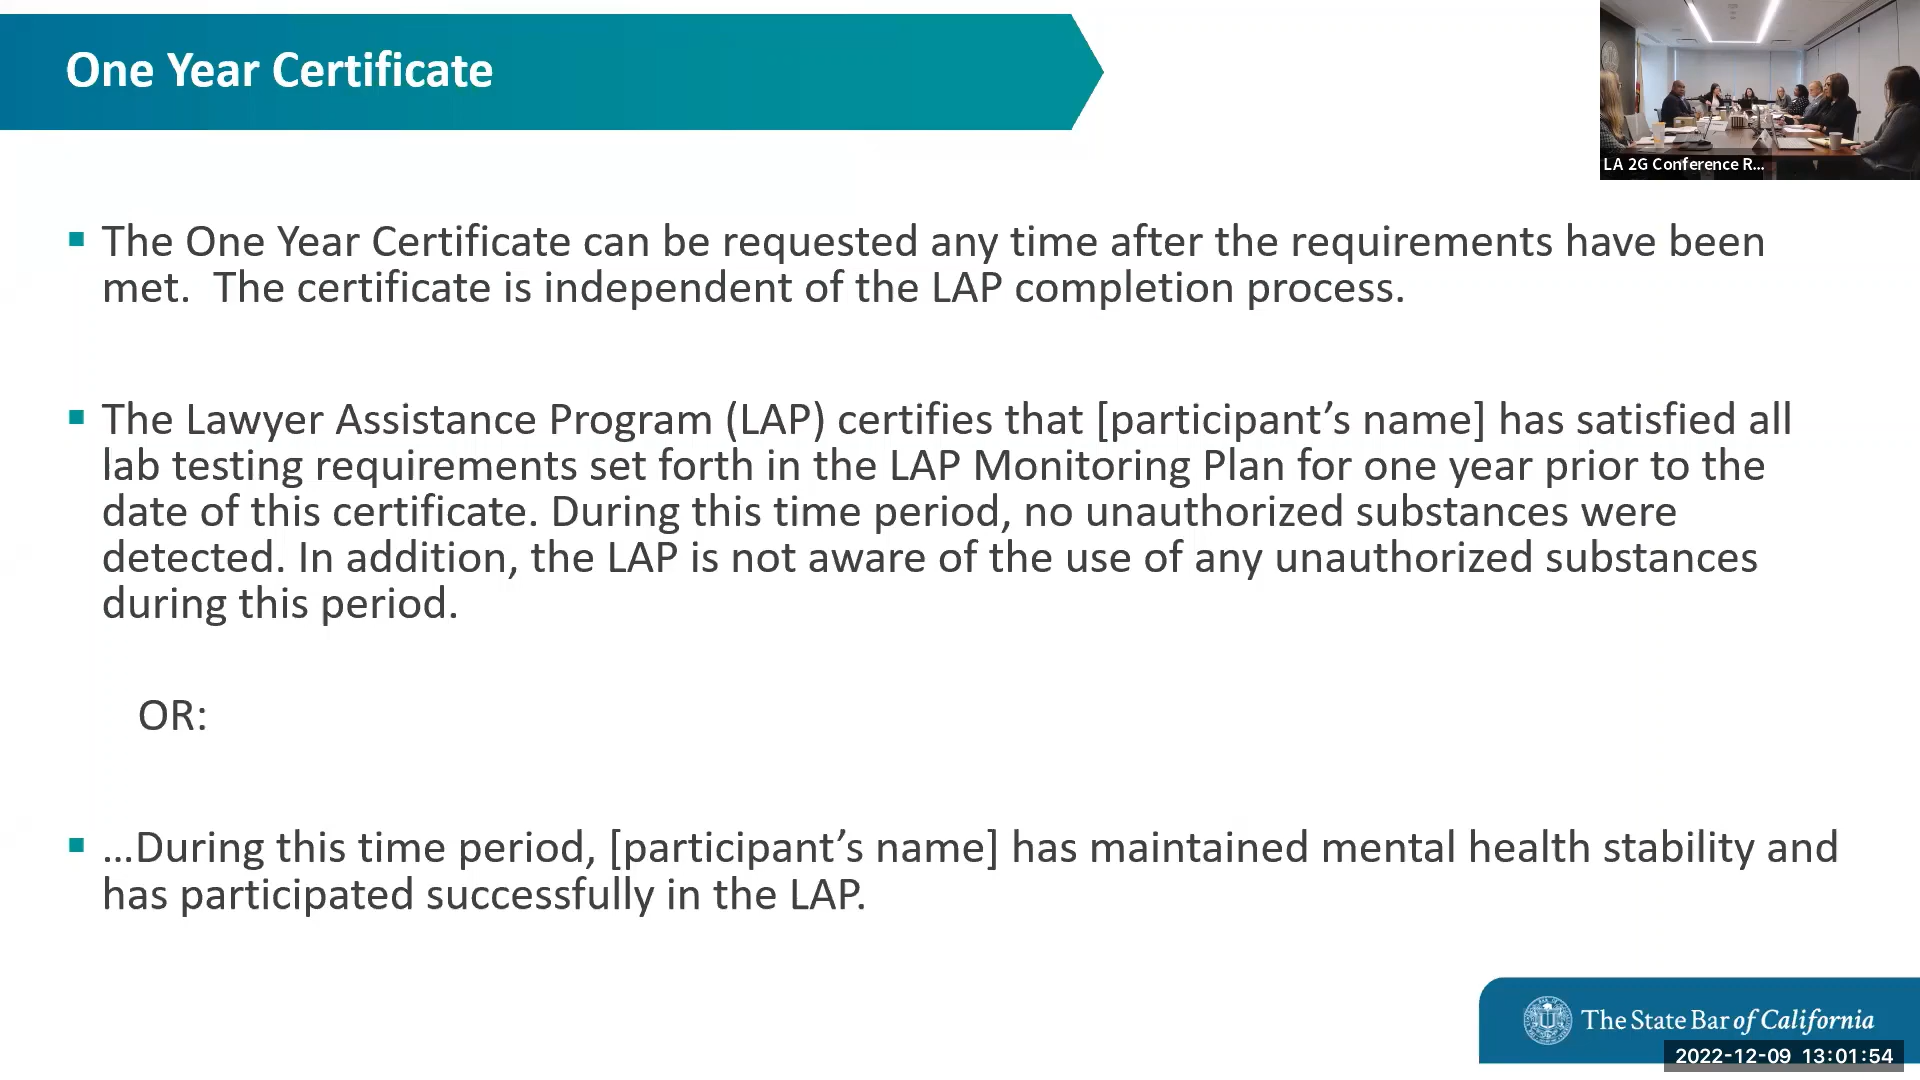 One Year Certificate
LA 2G Conference R...
The One Year Certificate can be requested any time after the requirements have been
met.  The certificate is independent of the LAP completion process.
The Lawyer Assistance Program (LAP) certifies that [participant’s name] has satisfied all
lab testing requirements set forth in the LAP Monitoring Plan for one year prior to the
date of this certificate. During this time period, no unauthorized substances were
detected. In addition, the LAP is not aware of the use of any unauthorized substances
during this period.
OR:
...During this time period, [participant’s name] has maintained mental health stability and
has participated successfully in the LAP.
The State Bar of California
2022-12-09 13:01:54